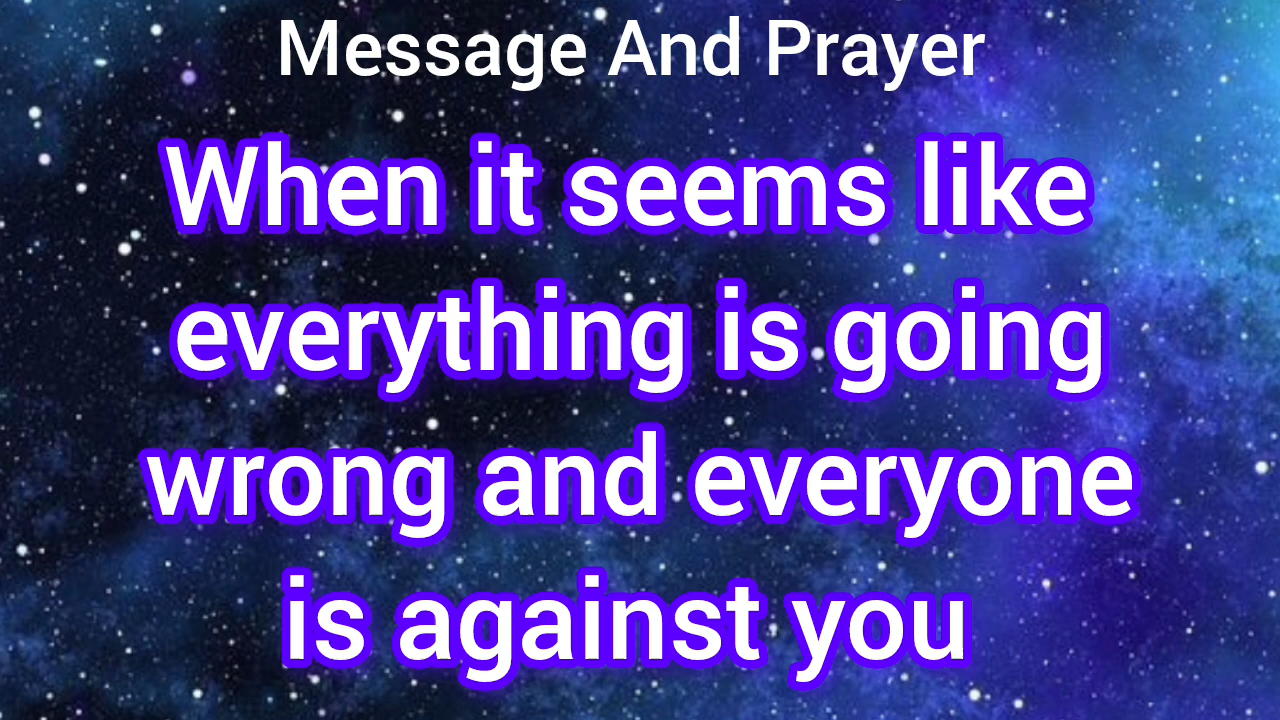 Message And Prayer
When it seems like
everything is going
wrong and everyone
is against you